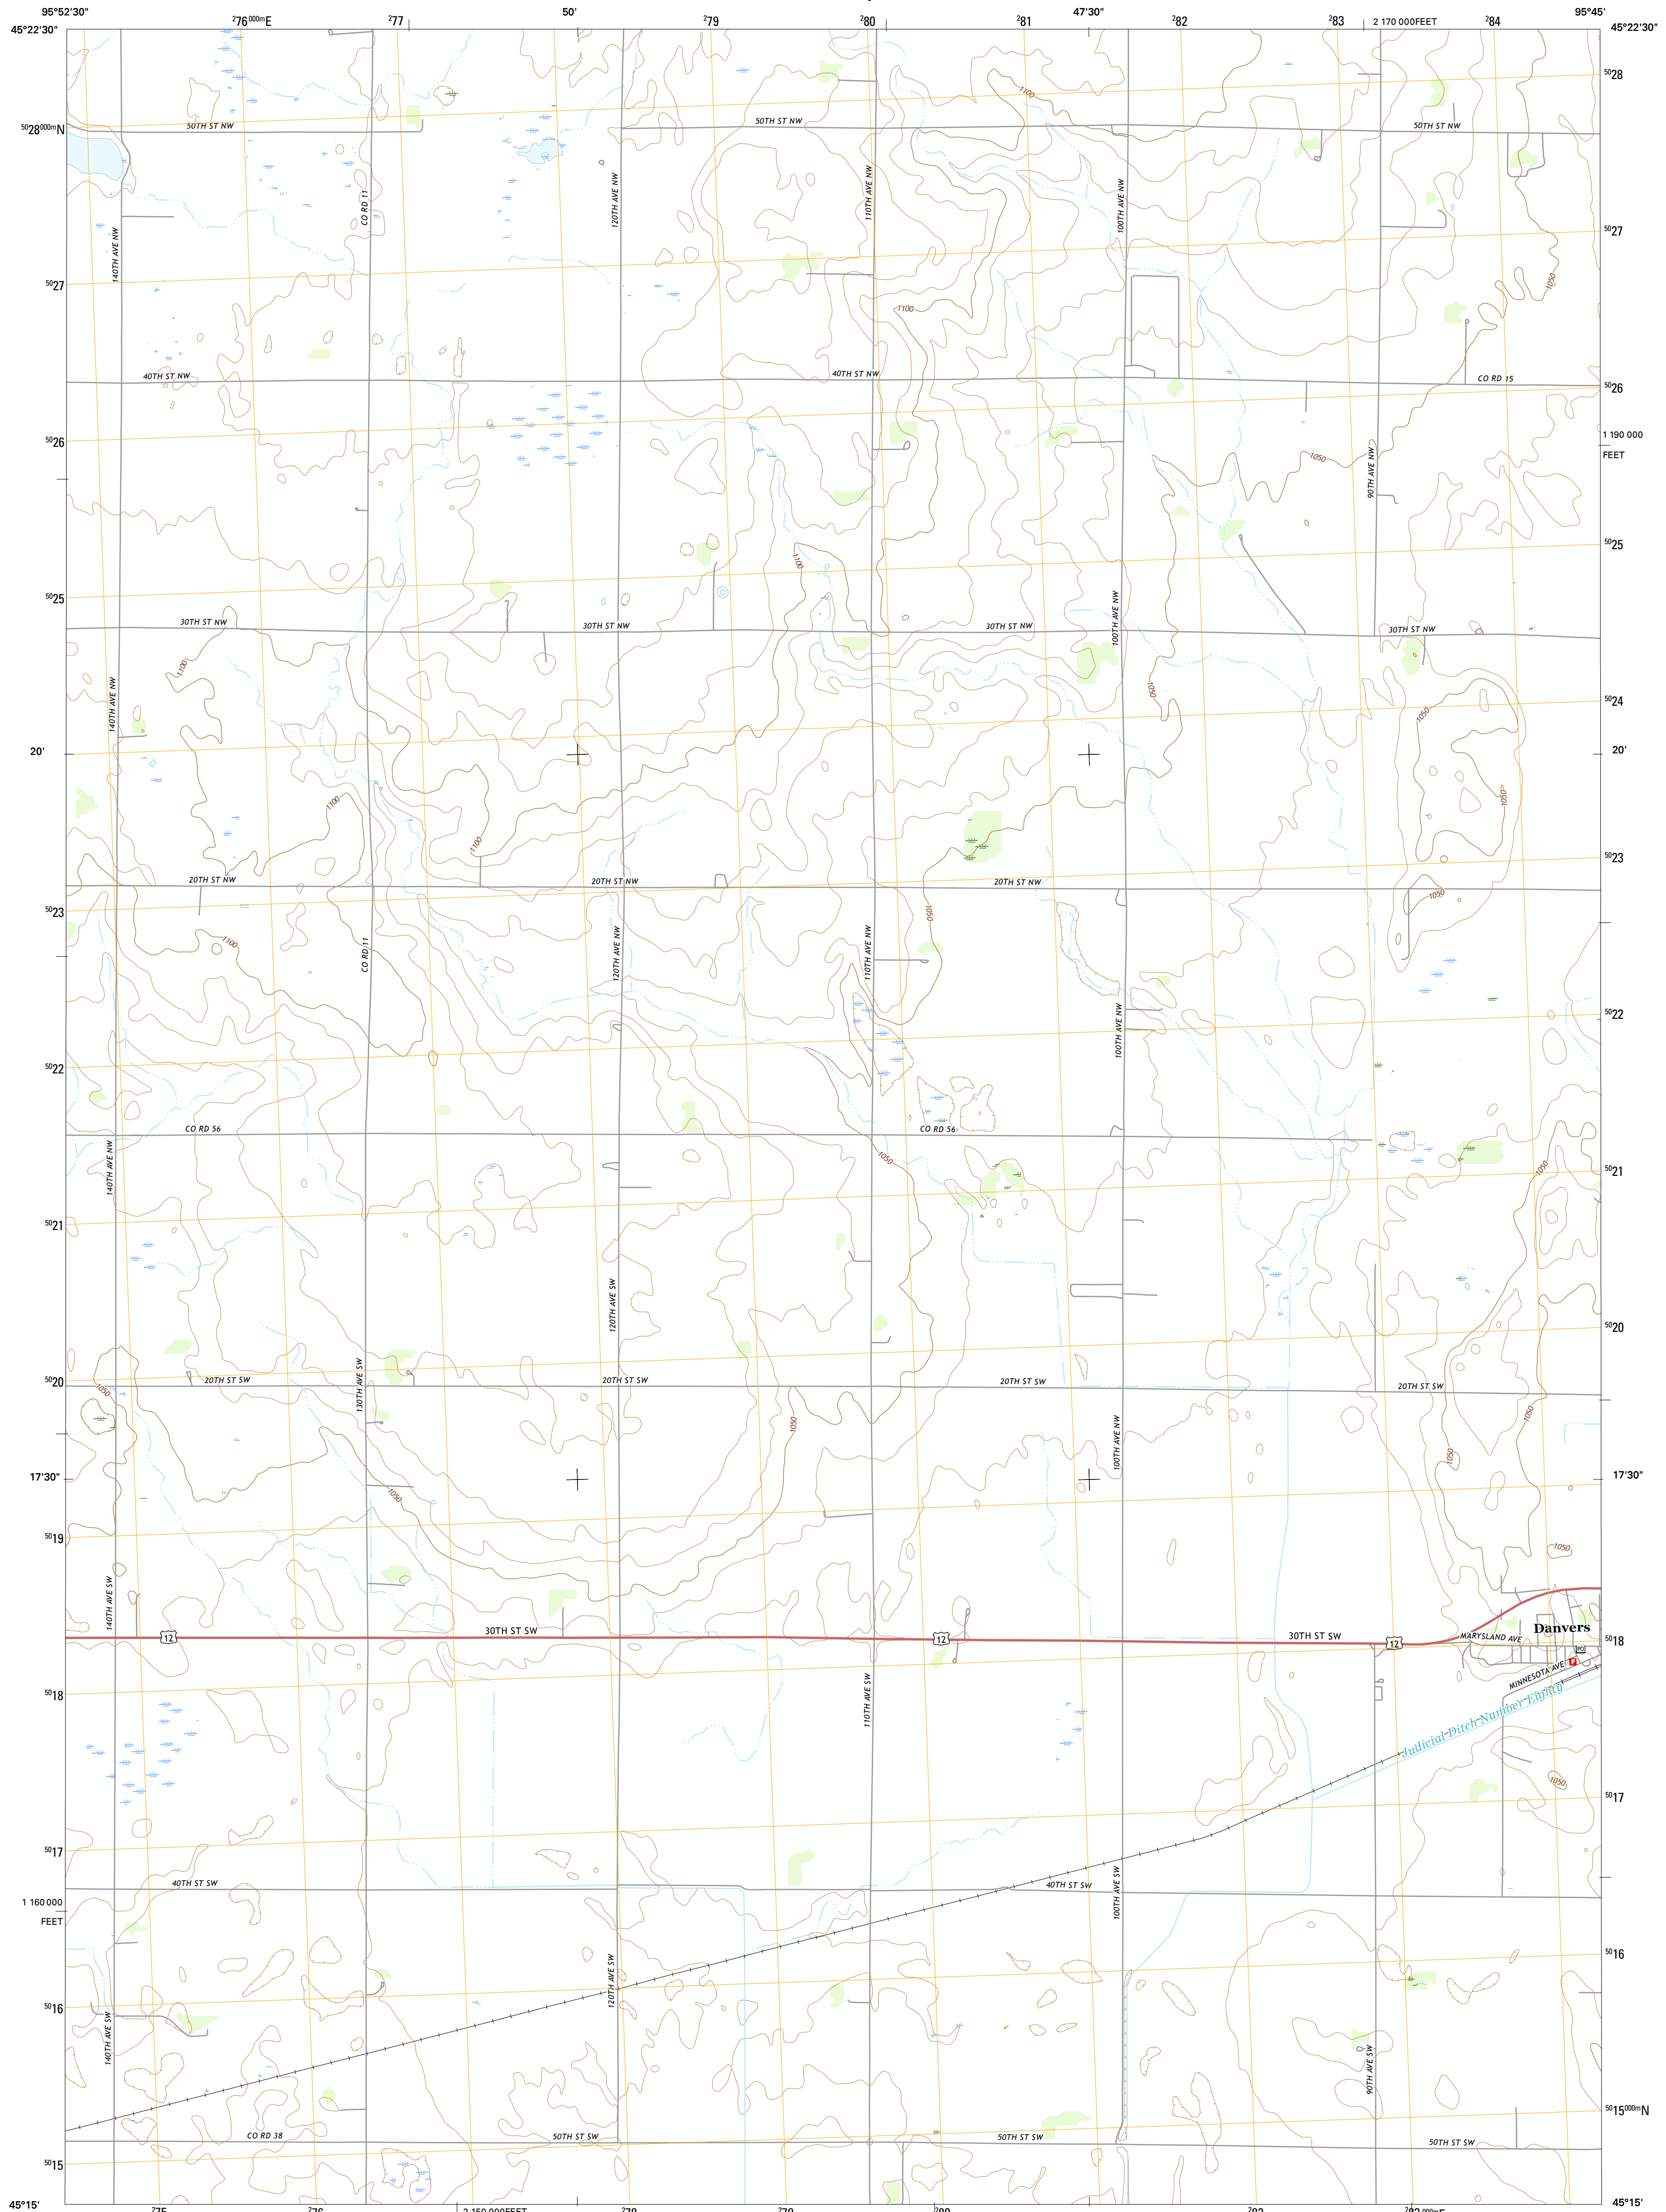 95°52'30"
²76⁰⁰⁰ᵐE
²77
50'
²79
²80
²81
47'30"
²82
²83
2 170 000FEET
²84
95°45'
45°22'30"
45°22'30"
⁵⁰28
1100
50TH ST NW
50TH ST NW
50TH ST NW
⁵⁰28⁰⁰⁰ᵐN
CO RD 11
120TH AVE NW
110TH AVE NW
100TH AVE NW
140TH AVE NW
⁵⁰27
⁵⁰27
1050
1100
40TH ST NW
40TH ST NW
CO RD 15
⁵⁰26
⁵⁰26
1 190 000
FEET
1050
90TH AVE NW
⁵⁰25
1100
⁵⁰25
100TH AVE NW
30TH ST NW
30TH ST NW
30TH ST NW
30TH ST NW
1100
140TH AVE NW
1050
⁵⁰24
1050
20'
20'
1100
1050
1100
⁵⁰23
20TH ST NW
20TH ST NW
20TH ST NW
1050
⁵⁰23
1050
1100
CO RD 11
120TH AVE NW
110TH AVE NW
100TH AVE NW
⁵⁰22
⁵⁰22
CO RD 56
CO RD 56
1050
140TH AVE NW
1050
⁵⁰21
⁵⁰21
120TH AVE SW
⁵⁰20
⁵⁰20
20TH ST SW
20TH ST SW
20TH ST SW
20TH ST SW
130TH AVE SW
1050
1050
1050
100TH AVE NW
1050
17'30"
17'30"
1050
⁵⁰19
1050
140TH AVE SW
12
30TH ST SW
12
30TH ST SW
12
MARYSLAND AVE
Danvers
PO
F
⁵⁰18
MINNESOTA AVE
⁵⁰18
110TH AVE SW
Judicial Ditch Number Eighty
1050
⁵⁰17
⁵⁰17
40TH ST SW
40TH ST SW
100TH AVE SW
1 160 000
FEET
⁵⁰16
120TH AVE SW
⁵⁰16
140TH AVE SW
90TH AVE SW
⁵⁰15⁰⁰⁰ᵐN
CO RD 38
50TH ST SW
50TH ST SW
50TH ST SW
⁵⁰15
45°15'
45°15'